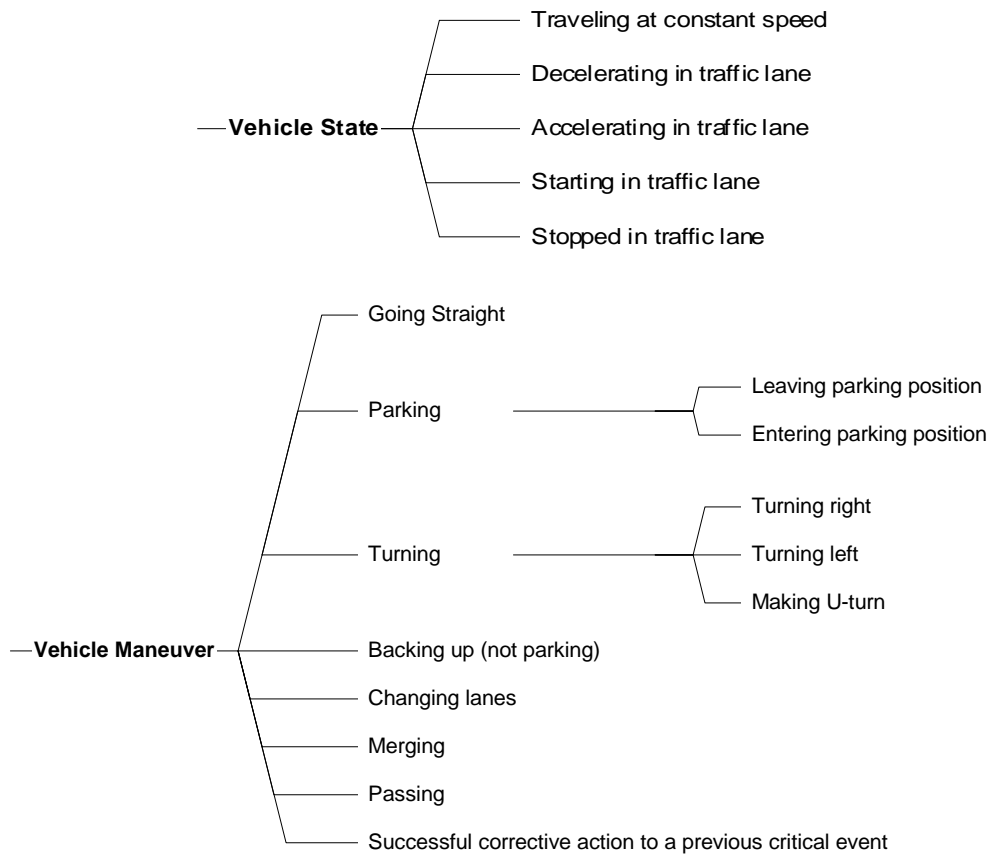 Traveling at constant speed
Decelerating in traffic lane
Vehicle State
Accelerating in traffic lane
Starting in traffic lane
Stopped in traffic lane
Going Straight
Leaving parking position
Parking
Entering parking position
Turning right
Turning
Turning left
Making U-turn
Vehicle Maneuver
Backing up (not parking)
Changing lanes
Merging
Passing
Successful corrective action to a previous critical event